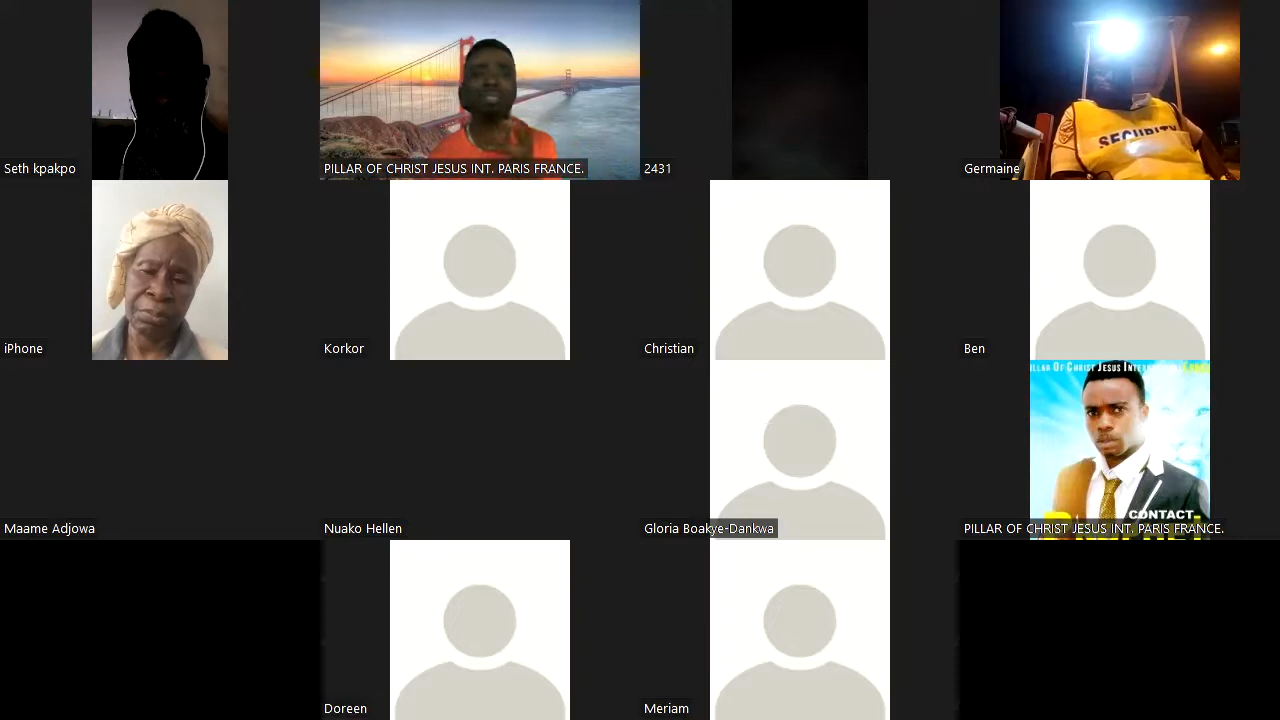 Seth kpakpo
PILLAR OF CHRIST JESUS INT. PARIS FRANCE.
2431
Germaine
SECURITY
iPhone
Korkor
Christian
Ben
PILLAR OF CHRIST JESUS
Maame Adjowa
Nuako Hellen
Gloria Boakye-Dankwa
CONTACT
PILLAR OF CHRIST JESUS INT. PARIS FRANCE.
Doreen
Meriam